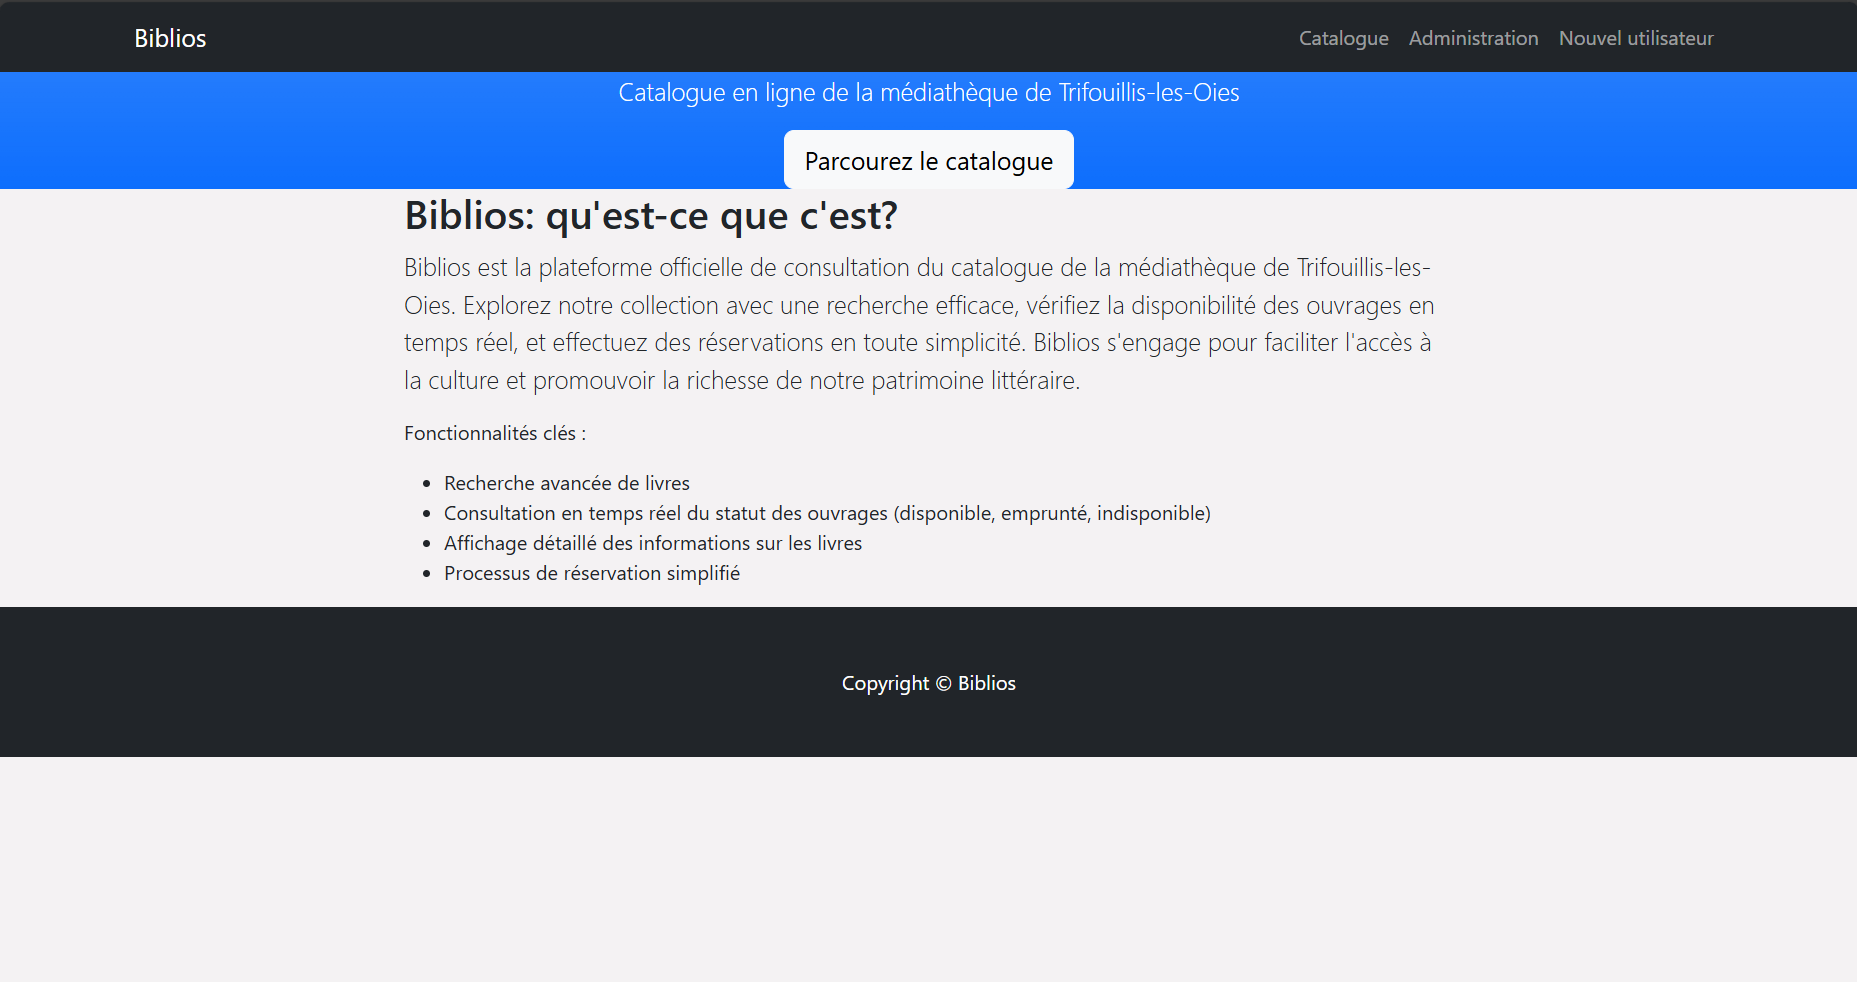 Biblios
Catalogue
Administration
Nouvel utilisateur
Catalogue en ligne de la médiathèque de Trifouillis-les-Oies
Parcourez le catalogue
Biblios: qu'est-ce que c'est?
Biblios est la plateforme officielle de consultation du catalogue de la médiathèque de Trifouillis-les-
Oies. Explorez notre collection avec une recherche efficace, vérifiez la disponibilité des ouvrages en
temps réel, et effectuez des réservations en toute simplicité. Biblios s'engage pour faciliter l'accès à
la culture et promouvoir la richesse de notre patrimoine littéraire.
Fonctionnalités clés :
• Recherche avancée de livres
• Consultation en temps réel du statut des ouvrages (disponible, emprunté, indisponible)
• Affichage détaillé des informations sur les livres
• Processus de réservation simplifié
Copyright © Biblios